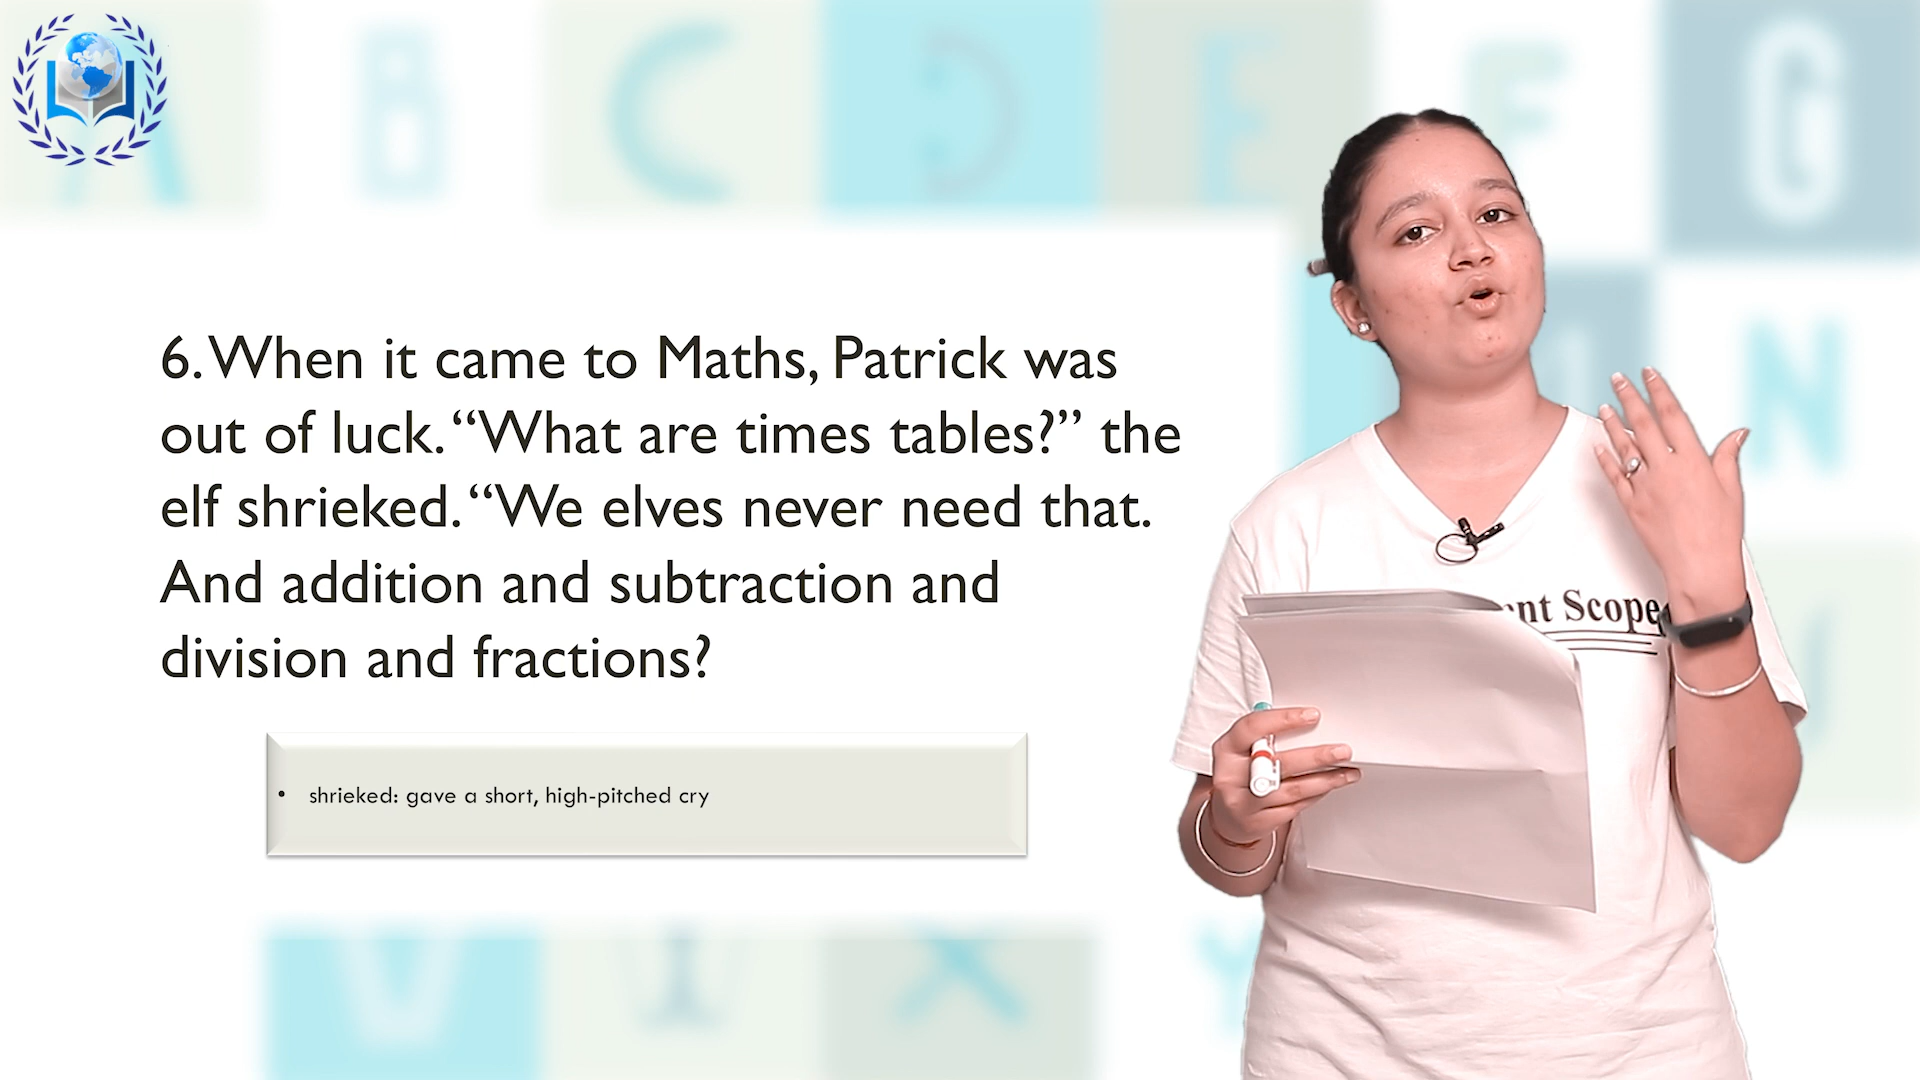 A B C D E F G
6. When it came to Maths, Patrick was
out of luck. “What are times tables?” the
elf shrieked. “We elves never need that.
And addition and subtraction and
division and fractions?
• shrieked: gave a short, high-pitched cry
N
ent Scope
V W X Y